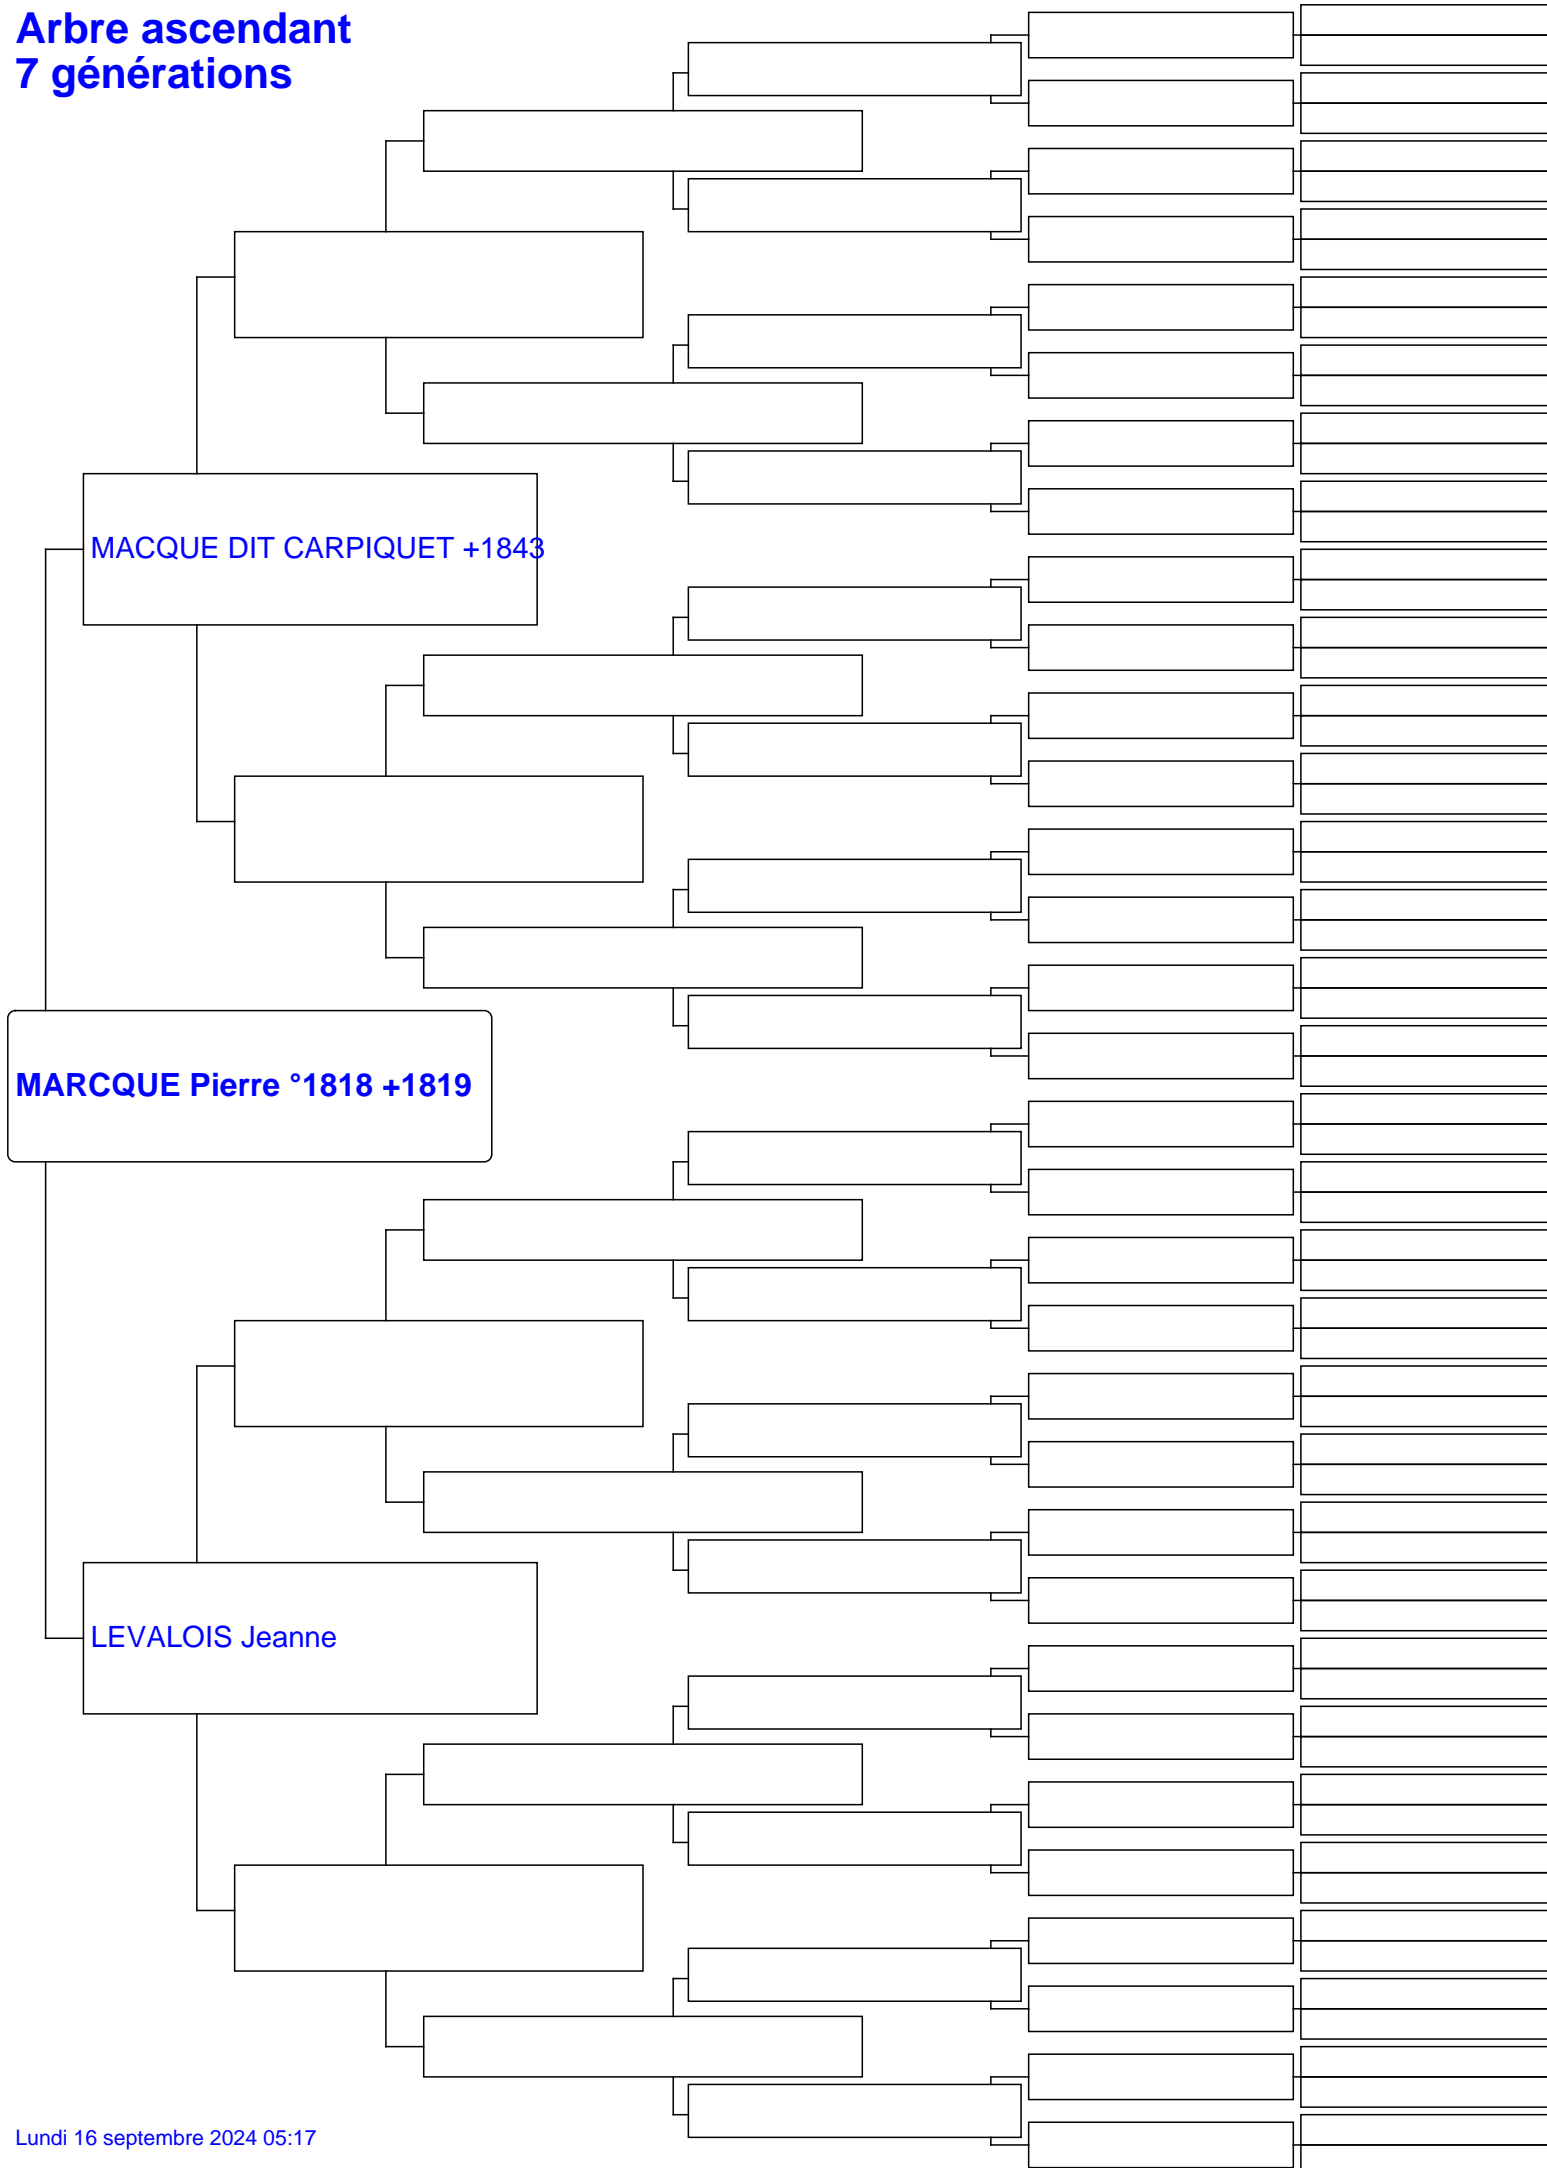 Arbre ascendant
7 générations
MACQUE DIT CARPIQUET +1843
MARCQUE Pierre °1818 +1819
LEVALOIS Jeanne
Lundi 16 septembre 2024 05:17